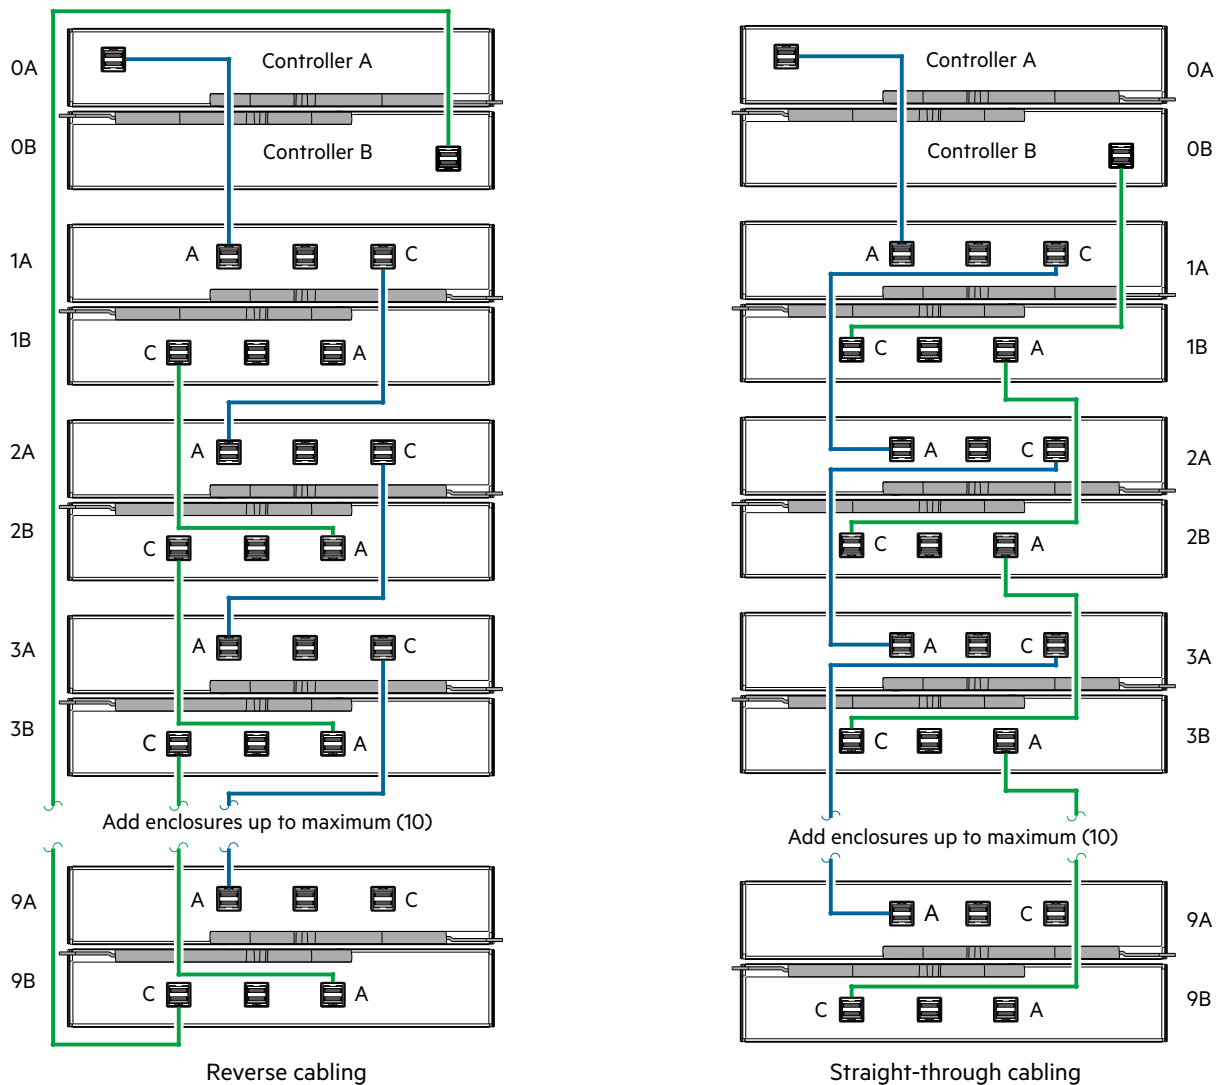 0A
Controller A
0B
Controller B
1A
A
C
1B
C
A
2A
A
C
2B
C
A
3A
A
C
3B
C
A
Add enclosures up to maximum (10)
9A
A
C
9B
C
A
Reverse cabling
Controller A
0A
Controller B
0B
A
C
1A
C
A
1B
A
C
2A
C
A
2B
A
C
3A
C
A
3B
Add enclosures up to maximum (10)
A
C
9A
C
A
9B
Straight-through cabling